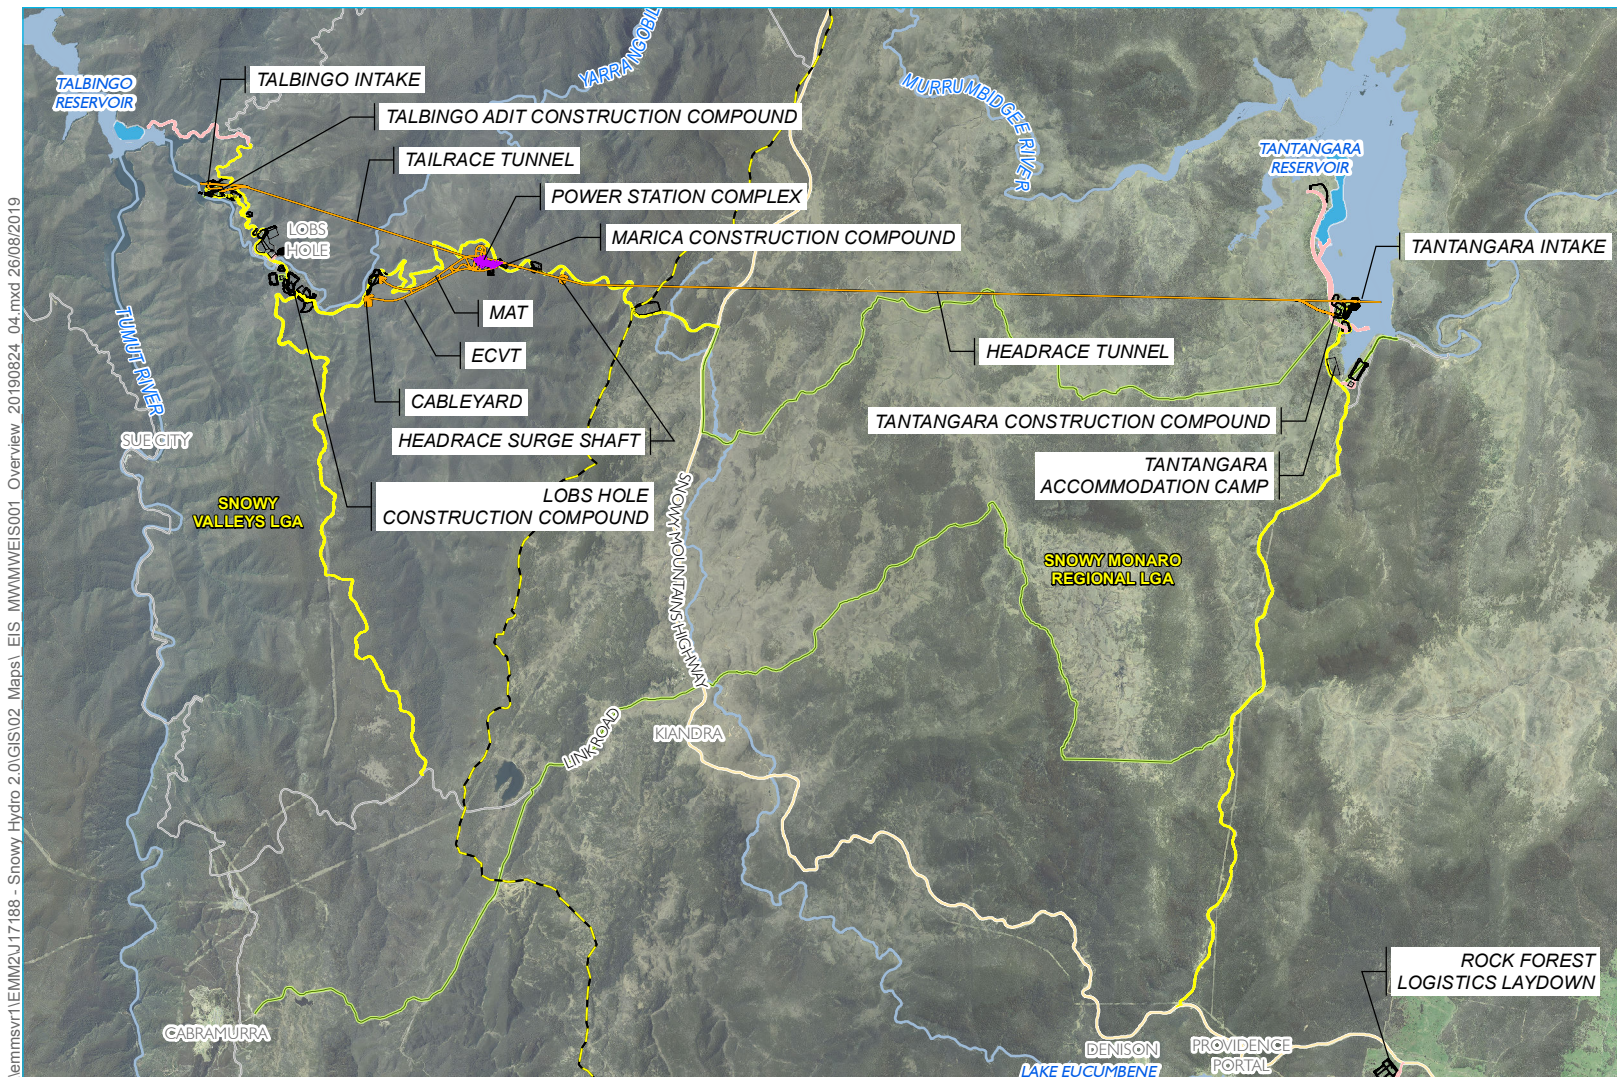 TALBINGO
RESERVOIR
TALBINGO INTAKE
YARRANGOBIL
MURRUMBIDGEE RIVER
TALBINGO ADIT CONSTRUCTION COMPOUND
TAILRACE TUNNEL
TANTANGARA
RESERVOIR
POWER STATION COMPLEX
LOBS
HOLE
MARICA CONSTRUCTION COMPOUND
TANTANGARA INTAKE
MAT
TUMUT RIVER
ECVT
HEADRACE TUNNEL
CABLEYARD
TANTANGARA CONSTRUCTION COMPOUND
SUE CITY
HEADRACE SURGE SHAFT
TANTANGARA
ACCOMMODATION CAMP
SNOWY
VALLEYS LGA
LOBS HOLE
CONSTRUCTION COMPOUND
SNOWY MOUNTAINS HIGHWAY
SNOWY MONARO
REGIONAL LGA
LINK ROAD
KIANDRA
ROCK FOREST
LOGISTICS LAYDOWN
CABRAMURRA
DENISON
PROVIDENCE
PORTAL
LAKE EUCUMBENE
\emmsvr1\EMM2\J17188 - Snowy Hydro 2.0\GIS\02_Maps\_EIS_MW\MWEIS001_Overview_20190824_04.mxd 26/08/2019